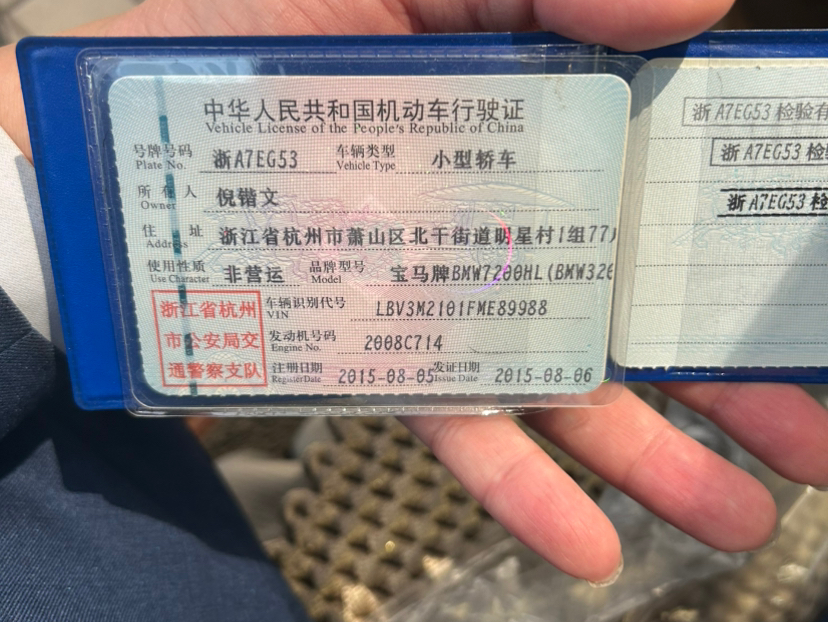 中华人民共和国机动车行驶证
Vehicle License of the People's Republic of China
号牌号码 浙A7EG53 车辆类型 小型轿车
Plate No. Vehicle Type
所有人 倪锴文
Owner
住址 浙江省杭州市萧山区北干街道明星村1组77
Address
使用性质 非营运 品牌型号 宝马牌BMW7200HL(BMW320
Use Character Model
浙江省杭州
市公安局交
通警察支队
车辆识别代号 LBV3M2101FME89988
VIN
发动机号码 2008C714
Engine No.
注册日期 2015-08-05 发证日期 2015-08-06
Register Date Issue Date
浙A7EG53 检验有
浙A7EG53 检验
浙A7EG53 检